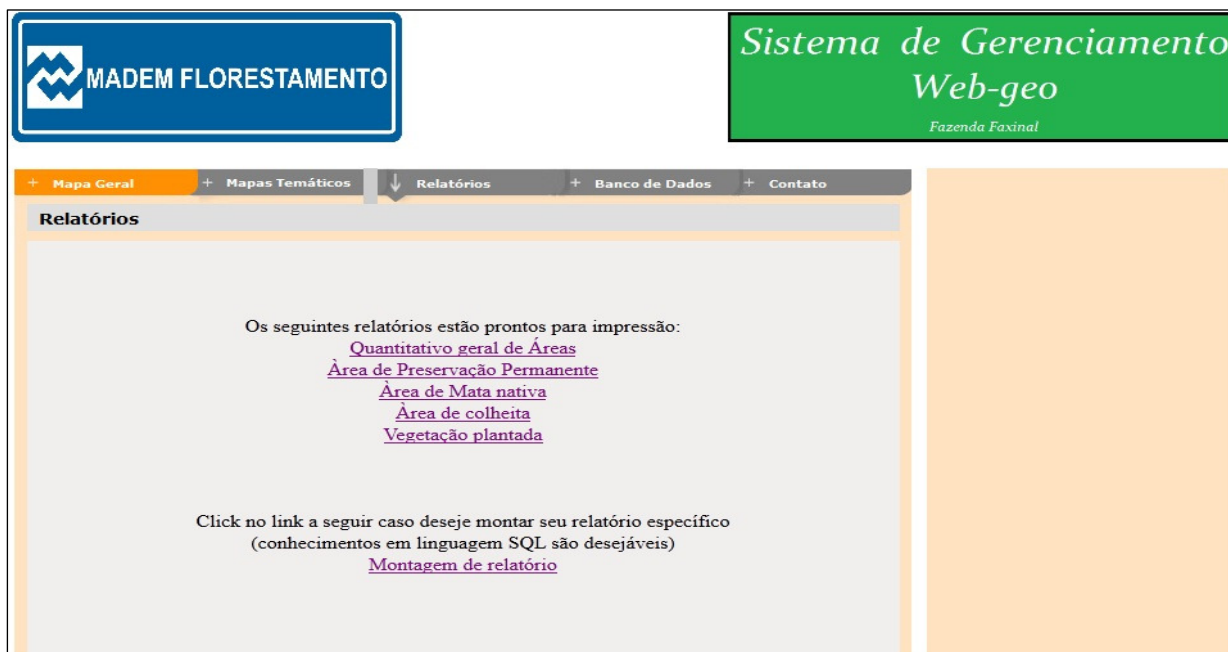 MADEM FLORESTAMENTO
Sistema de Gerenciamento
Web-geo
Fazenda Faxinal
+ Mapa Geral + Mapas Temáticos ↓ Relatórios + Banco de Dados + Contato
Relatórios
Os seguintes relatórios estão prontos para impressão:
Quantitativo geral de Áreas
Àrea de Preservação Permanente
Àrea de Mata nativa
Àrea de colheita
Vegetação plantada
Click no link a seguir caso deseje montar seu relatório específico
(conhecimentos em linguagem SQL são desejáveis)
Montagem de relatório